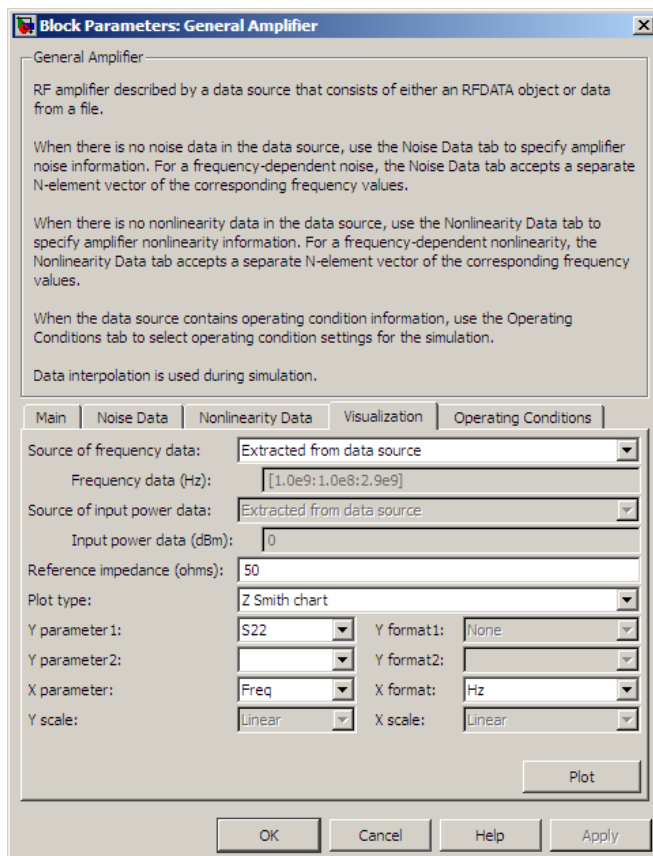 Block Parameters: General Amplifier
General Amplifier
RF amplifier described by a data source that consists of either an RFDATA object or data
from a file.
When there is no noise data in the data source, use the Noise Data tab to specify amplifier
noise information. For a frequency-dependent noise, the Noise Data tab accepts a separate
N-element vector of the corresponding frequency values.
When there is no nonlinearity data in the data source, use the Nonlinearity Data tab to
specify amplifier nonlinearity information. For a frequency-dependent nonlinearity, the
Nonlinearity Data tab accepts a separate N-element vector of the corresponding frequency
values.
When the data source contains operating condition information, use the Operating
Conditions tab to select operating condition settings for the simulation.
Data interpolation is used during simulation.
Main Noise Data Nonlinearity Data Visualization Operating Conditions
Source of frequency data: Extracted from data source
Frequency data (Hz): [1.0e9:1.0e8:2.9e9]
Source of input power data: Extracted from data source
Input power data (dBm): 0
Reference impedance (ohms): 50
Plot type: Z Smith chart
Y parameter1: S22 Y format1: None
Y parameter2: Y format2:
X parameter: Freq X format: Hz
Y scale: Linear X scale: Linear
Plot
OK Cancel Help Apply